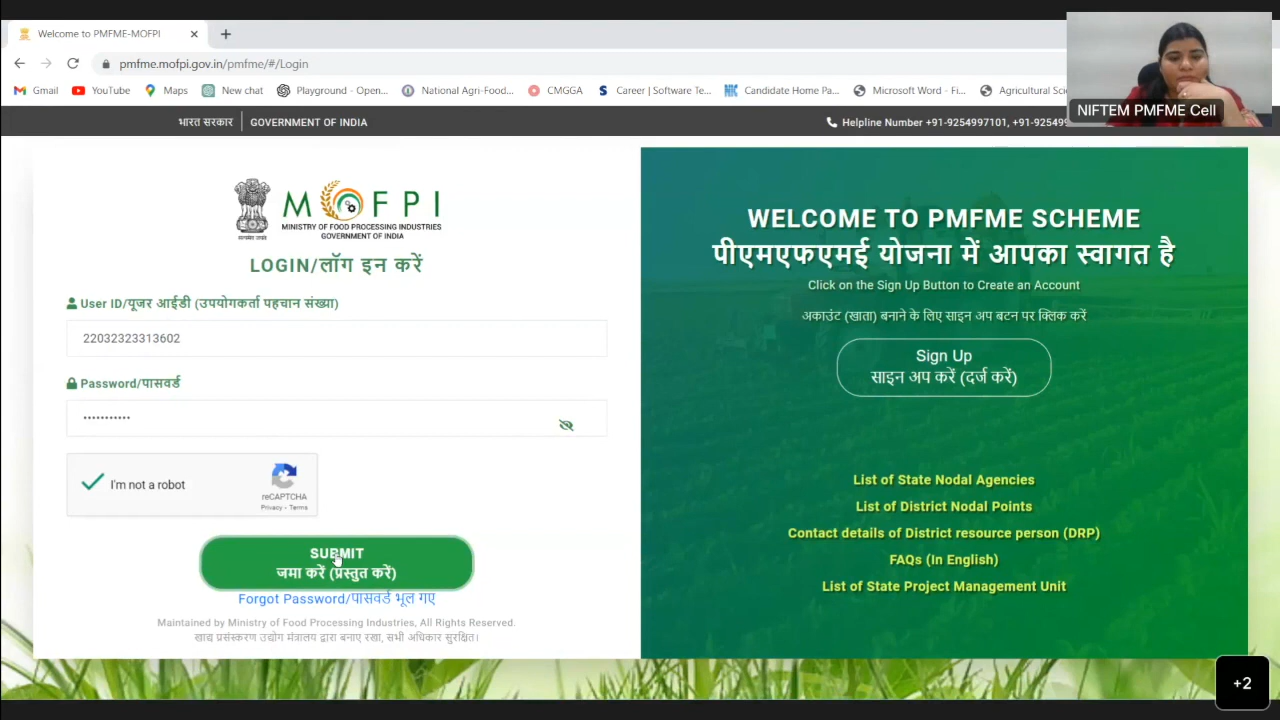 Welcome to PMFME-MOFPI
pmfme.mofpi.gov.in/pmfme/#/Login
Gmail YouTube Maps New chat Playground - Open... National Agri-Food... CMGGA Career | Software Te... Candidate Home Pa... Microsoft Word - Fi... Agricultural Sci
NIFTEM PMFME Cell
भारत सरकार GOVERNMENT OF INDIA
Helpline Number +91-9254997101, +91-92549
MOFPI
MINISTRY OF FOOD PROCESSING INDUSTRIES
GOVERNMENT OF INDIA
सत्यमेव जयते
LOGIN/लॉग इन करें
User ID/यूजर आईडी (उपयोगकर्ता पहचान संख्या)
22032323313602
Password/पासवर्ड
•••••••••••
I'm not a robot
reCAPTCHA
Privacy - Terms
SUBMIT
जमा करें (प्रस्तुत करें)
Forgot Password/पासवर्ड भूल गए
Maintained by Ministry of Food Processing Industries, All Rights Reserved.
खाद्य प्रसंस्करण उद्योग मंत्रालय द्वारा बनाए रखा, सभी अधिकार सुरक्षित।
WELCOME TO PMFME SCHEME
पीएमएफएमई योजना में आपका स्वागत है
Click on the Sign Up Button to Create an Account
अकाउंट (खाता) बनाने के लिए साइन अप बटन पर क्लिक करें
Sign Up
साइन अप करें (दर्ज करें)
List of State Nodal Agencies
List of District Nodal Points
Contact details of District resource person (DRP)
FAQs (In English)
List of State Project Management Unit
+2